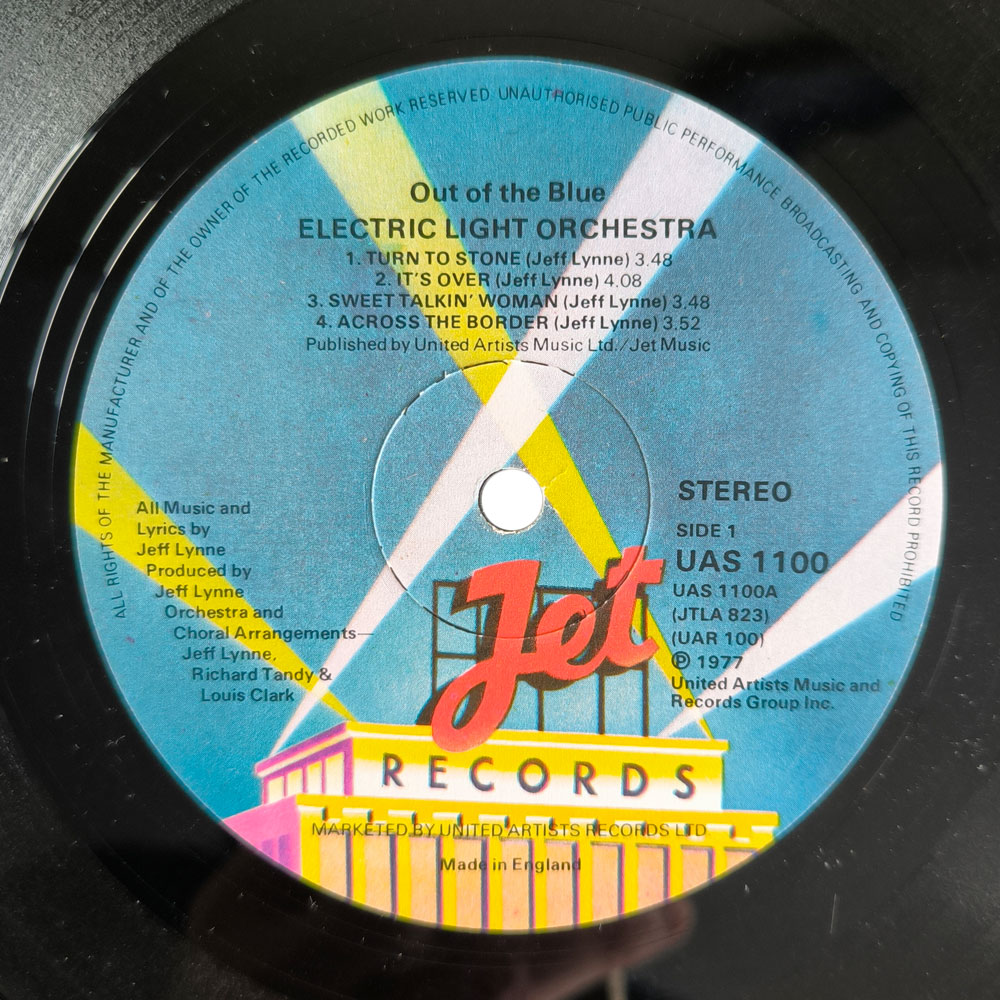 ALL RIGHTS OF THE MANUFACTURER AND OF THE OWNER OF THE RECORDED WORK RESERVED UNAUTHORISED PUBLIC PERFORMANCE BROADCASTING AND COPYING OF THIS RECORD PROHIBITED
Out of the Blue
ELECTRIC LIGHT ORCHESTRA
1. TURN TO STONE (Jeff Lynne) 3.48
2. IT'S OVER (Jeff Lynne) 4.08
3. SWEET TALKIN' WOMAN (Jeff Lynne) 3.48
4. ACROSS THE BORDER (Jeff Lynne) 3.52
Published by United Artists Music Ltd./Jet Music
All Music and
Lyrics by
Jeff Lynne
Produced by
Jeff Lynne
Orchestra and
Choral Arrangements—
Jeff Lynne,
Richard Tandy &
Louis Clark
STEREO
SIDE 1
UAS 1100
UAS 1100A
(JTLA 823)
(UAR 100)
℗ 1977
United Artists Music and
Records Group Inc.
Jet
RECORDS
MARKETED BY UNITED ARTISTS RECORDS LTD
Made in England